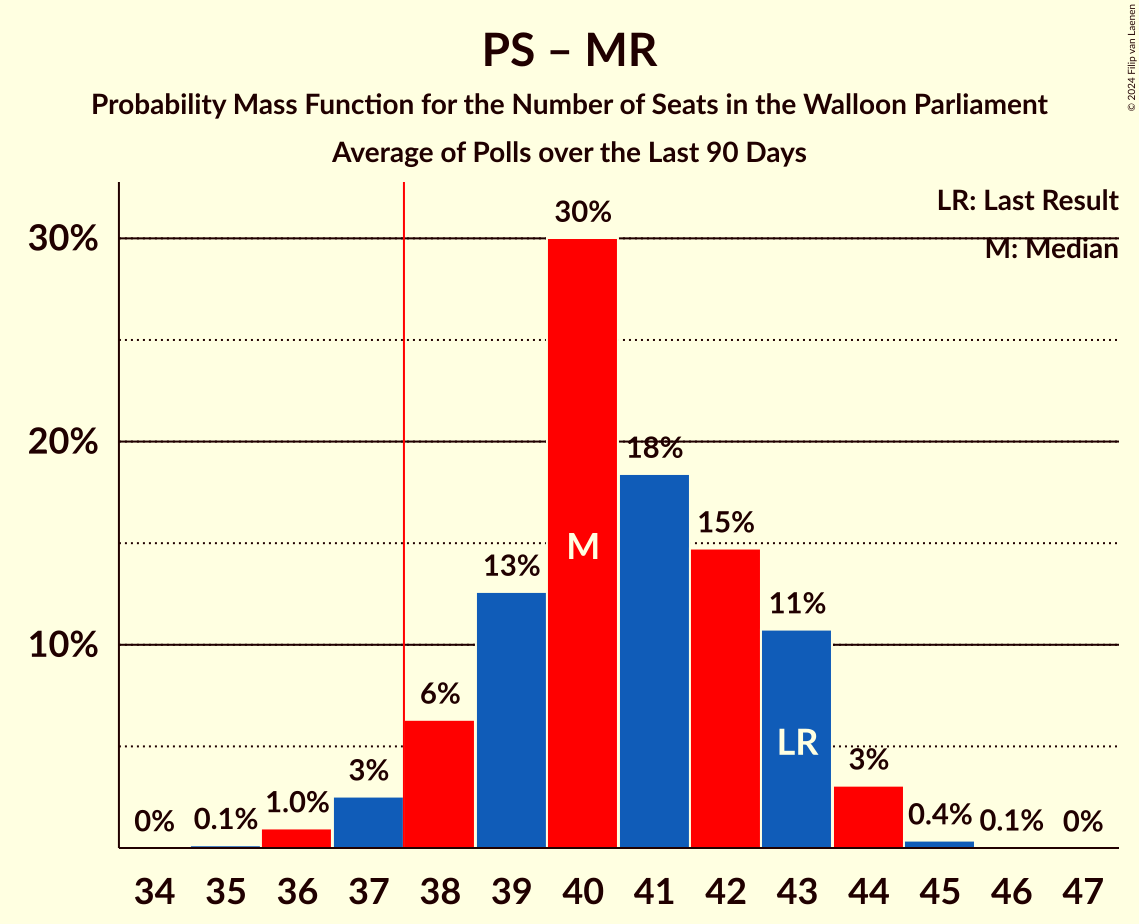 PS – MR
Probability Mass Function for the Number of Seats in the Walloon Parliament
Average of Polls over the Last 90 Days
© 2024 Filip van Laenen
LR: Last Result
M: Median
30%
20%
10%
0%
0.1%
1.0%
3%
6%
13%
30%
18%
15%
11%
3%
0.4%
0.1%
0%
M
LR
34 35 36 37 38 39 40 41 42 43 44 45 46 47